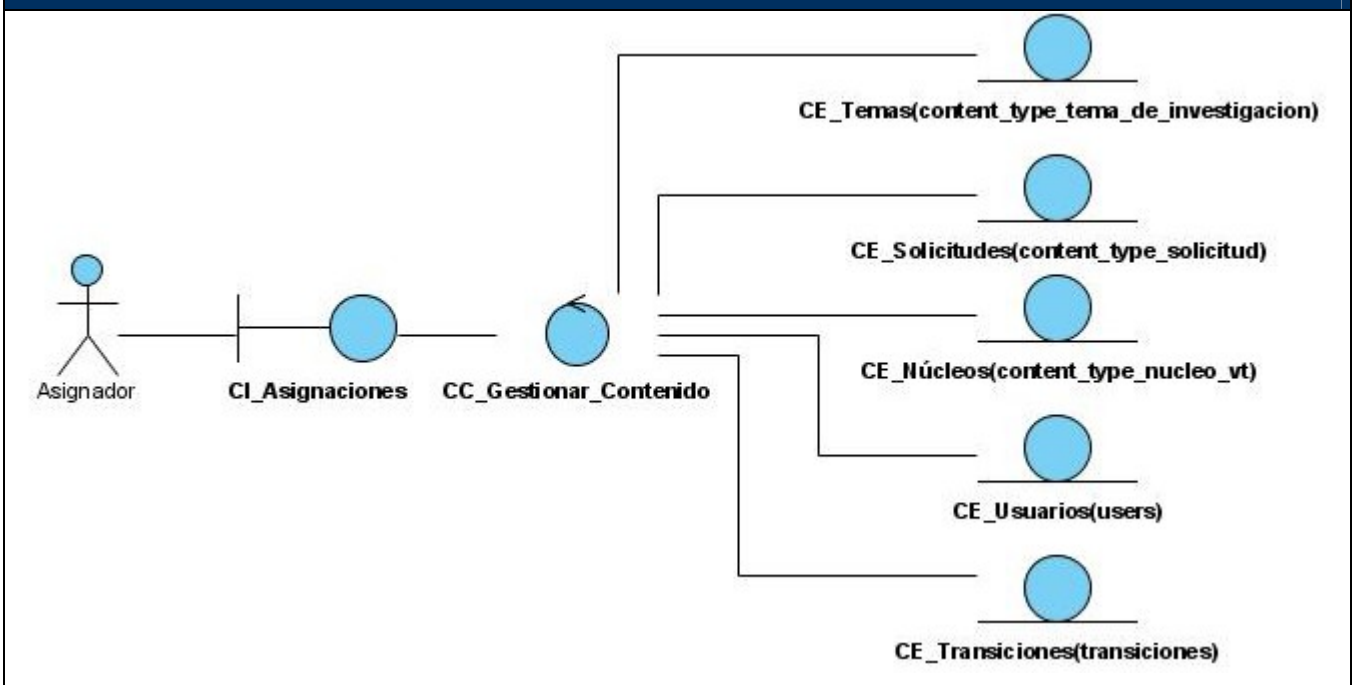 CE_Temas(content_type_tema_de_investigacion)
CE_Solicitudes(content_type_solicitud)
CE_Núcleos(content_type_nucleo_vt)
Asignador
CI_Asignaciones
CC_Gestionar_Contenido
CE_Usuarios(users)
CE_Transiciones(transiciones)